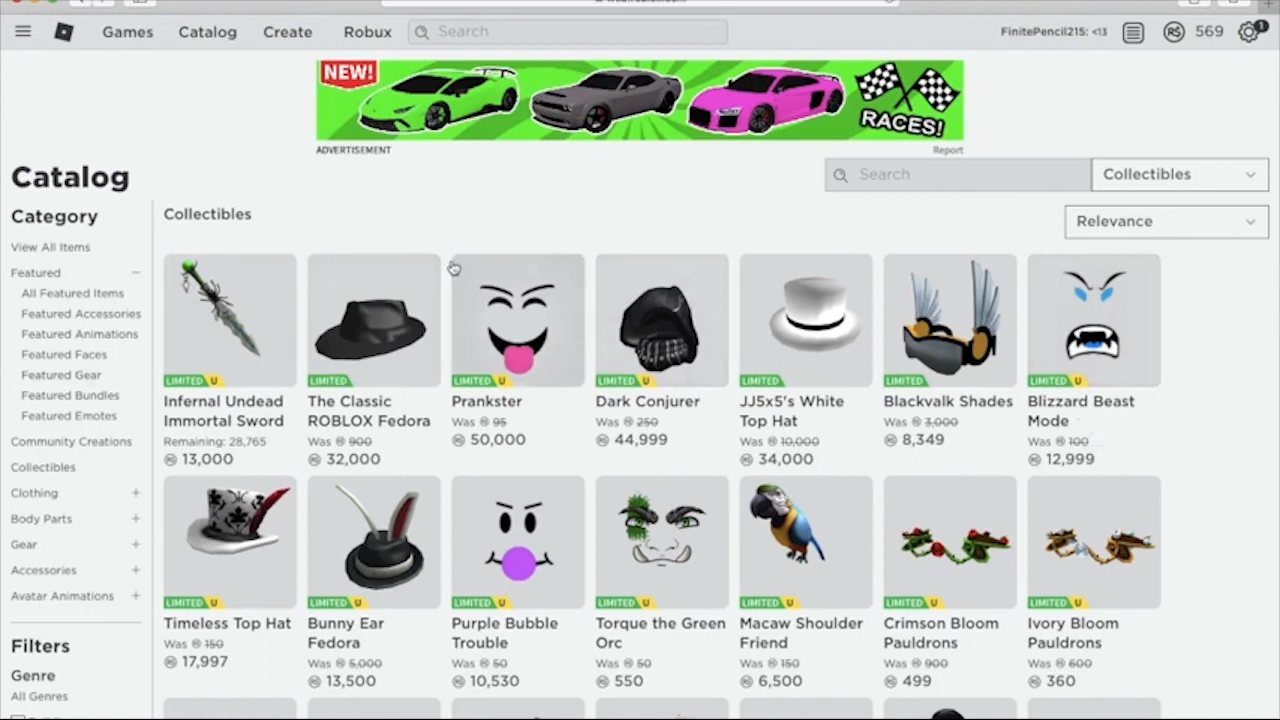 Games
Catalog
Create
Robux
Search
FinitePencil215: <13
569
1
NEW!
RACES!
ADVERTISEMENT
Report
Catalog
Search
Collectibles
Category
Collectibles
Relevance
View All Items
Featured
All Featured Items
Featured Accessories
Featured Animations
Featured Faces
Featured Gear
Featured Bundles
Featured Emotes
Community Creations
Collectibles
Clothing +
Body Parts +
Gear +
Accessories +
Avatar Animations +
Filters
Genre
All Genres
LIMITED U
Infernal Undead
Immortal Sword
Remaining: 28,765
13,000
LIMITED
The Classic
ROBLOX Fedora
Was 900
32,000
LIMITED U
Prankster
Was 95
50,000
LIMITED U
Dark Conjurer
Was 250
44,999
LIMITED
JJ5x5's White
Top Hat
Was 10,000
34,000
LIMITED
Blackvalk Shades
Was 3,000
8,349
LIMITED U
Blizzard Beast
Mode
Was 100
12,999
LIMITED U
Timeless Top Hat
Was 150
17,997
LIMITED U
Bunny Ear
Fedora
Was 5,000
13,500
LIMITED U
Purple Bubble
Trouble
Was 50
10,530
LIMITED U
Torque the Green
Orc
Was 50
550
LIMITED U
Macaw Shoulder
Friend
Was 150
6,500
LIMITED U
Crimson Bloom
Pauldrons
Was 900
499
LIMITED U
Ivory Bloom
Pauldrons
Was 600
360